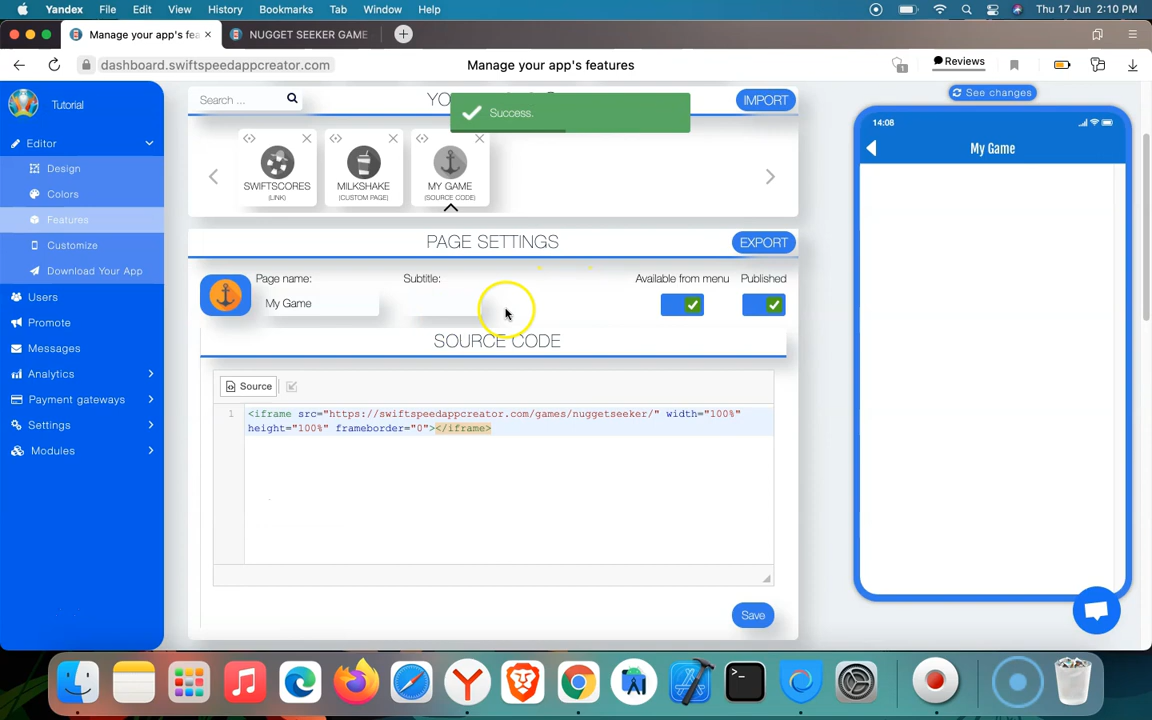 Yandex File Edit View History Bookmarks Tab Window Help Thu 17 Jun 2:10 PM
Manage your app's fea × NUGGET SEEKER GAME +
dashboard.swiftspeedappcreator.com Manage your app's features 1 Reviews
Tutorial
Editor
Design
Colors
Features
Customize
Download Your App
Users
Promote
Messages
Analytics
Payment gateways
Settings
Modules
Search ...
IMPORT
Success.
SWIFTSCORES
(LINK)
MILKSHAKE
(CUSTOM PAGE)
MY GAME
(SOURCE CODE)
PAGE SETTINGS
EXPORT
Page name:
My Game
Subtitle:
Available from menu
Published
SOURCE CODE
Source
1 <iframe src="https://swiftspeedappcreator.com/games/nuggetseeker/" width="100%"
height="100%" frameborder="0"></iframe>
Save
See changes
14:08
My Game